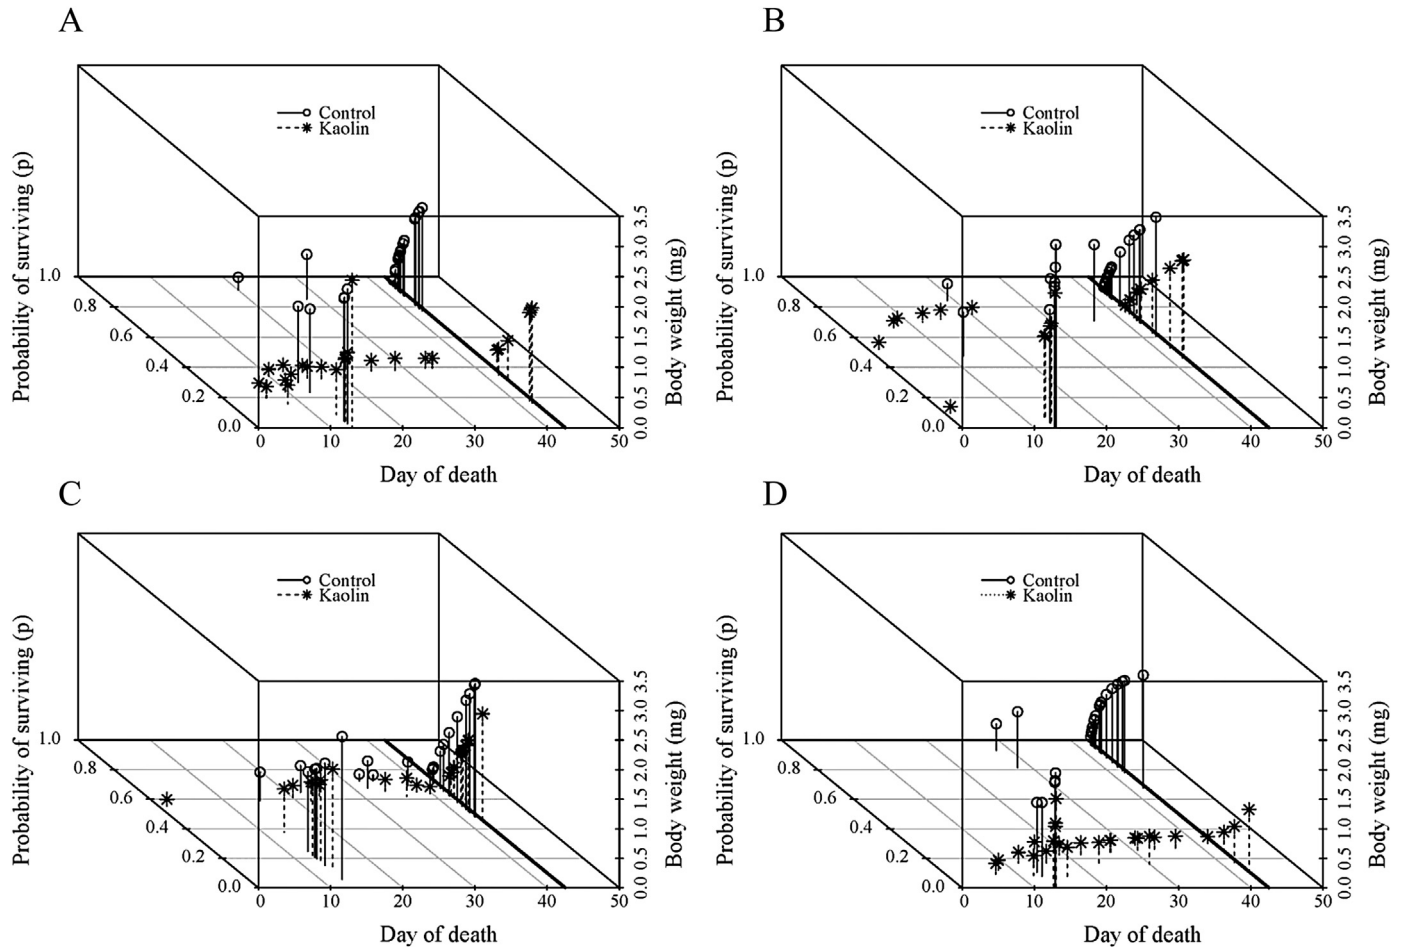 A
Control
Kaolin
Probability of surviving (p)
1.0
0.8
0.6
0.4
0.2
0.0
0 10 20 30 40 50
Day of death
0.0 0.5 1.0 1.5 2.0 2.5 3.0 3.5
Body weight (mg)
B
Control
Kaolin
Probability of surviving (p)
1.0
0.8
0.6
0.4
0.2
0.0
0 10 20 30 40 50
Day of death
0.0 0.5 1.0 1.5 2.0 2.5 3.0 3.5
Body weight (mg)
C
Control
Kaolin
Probability of surviving (p)
1.0
0.8
0.6
0.4
0.2
0.0
0 10 20 30 40 50
Day of death
0.0 0.5 1.0 1.5 2.0 2.5 3.0 3.5
Body weight (mg)
D
Control
Kaolin
Probability of surviving (p)
1.0
0.8
0.6
0.4
0.2
0.0
0 10 20 30 40 50
Day of death
0.0 0.5 1.0 1.5 2.0 2.5 3.0 3.5
Body weight (mg)